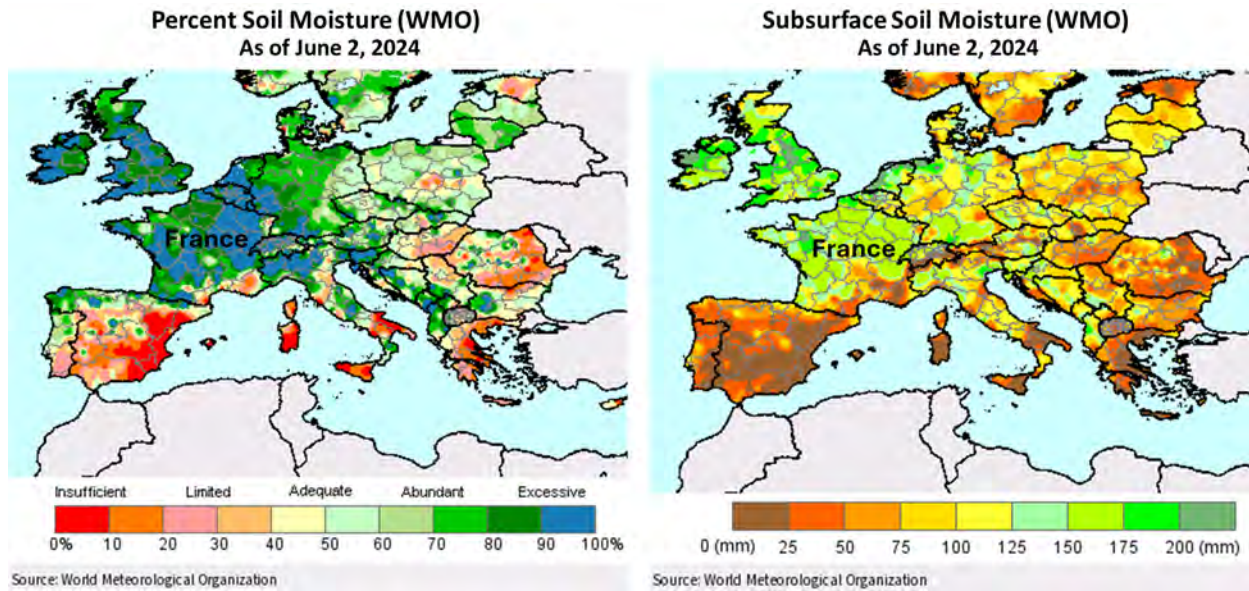 Percent Soil Moisture (WMO)
As of June 2, 2024
France
Insufficient Limited Adequate Abundant Excessive
0% 10 20 30 40 50 60 70 80 90 100%
Source: World Meteorological Organization
Subsurface Soil Moisture (WMO)
As of June 2, 2024
France
0 (mm) 25 50 75 100 125 150 175 200 (mm)
Source: World Meteorological Organization